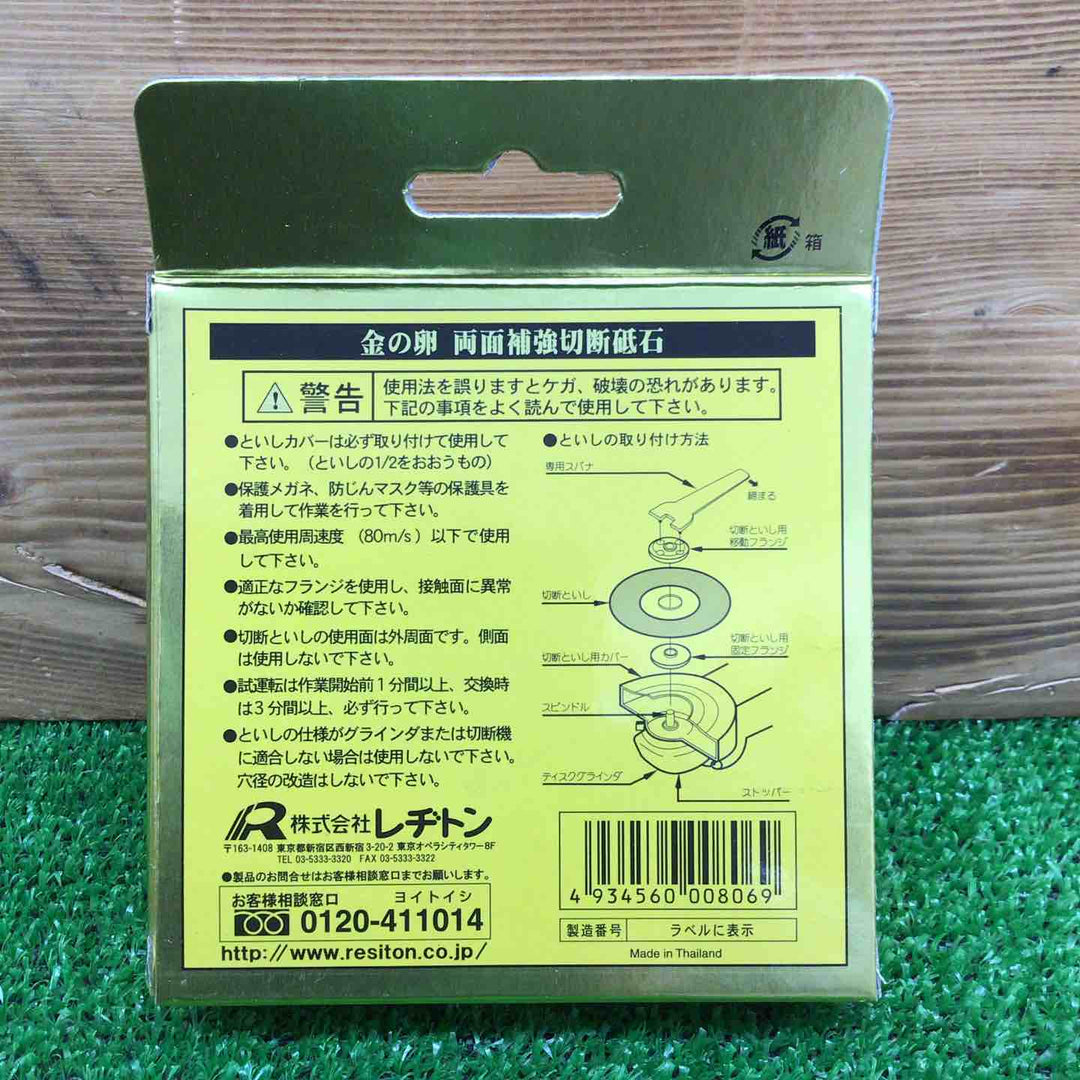 紙 箱
金の卵 両面補強切断砥石
警告
使用法を誤りますとケガ、破壊の恐れがあります。
下記の事項をよく読んで使用して下さい。
●といしカバーは必ず取り付けて使用して
下さい。（といしの1/2をおおうもの）
●保護メガネ、防じんマスク等の保護具を
着用して作業を行って下さい。
●最高使用周速度 （80m/s）以下で使用
して下さい。
●適正なフランジを使用し、接触面に異常
がないか確認して下さい。
●切断といしの使用面は外周面です。側面
は使用しないで下さい。
●試運転は作業開始前1分間以上、交換時
は3分間以上、必ず行って下さい。
●といしの仕様がグラインダまたは切断機
に適合しない場合は使用しないで下さい。
穴径の改造はしないで下さい。
●といしの取り付け方法
専用スパナ
締まる
切断といし用
移動フランジ
切断といし
切断といし用
固定フランジ
切断といし用カバー
スピンドル
ディスクグラインダ
ストッパー
R 株式会社レヂトン
〒163-1408 東京都新宿区西新宿3-20-2 東京オペラシティタワー8F
TEL 03-5333-3320 FAX 03-5333-3322
●製品のお問合せはお客様相談窓口までお願いします。
お客様相談窓口 ヨイトイシ
0120-411014
http://www.resiton.co.jp/
4 934560 008069
製造番号 ラベルに表示
Made in Thailand